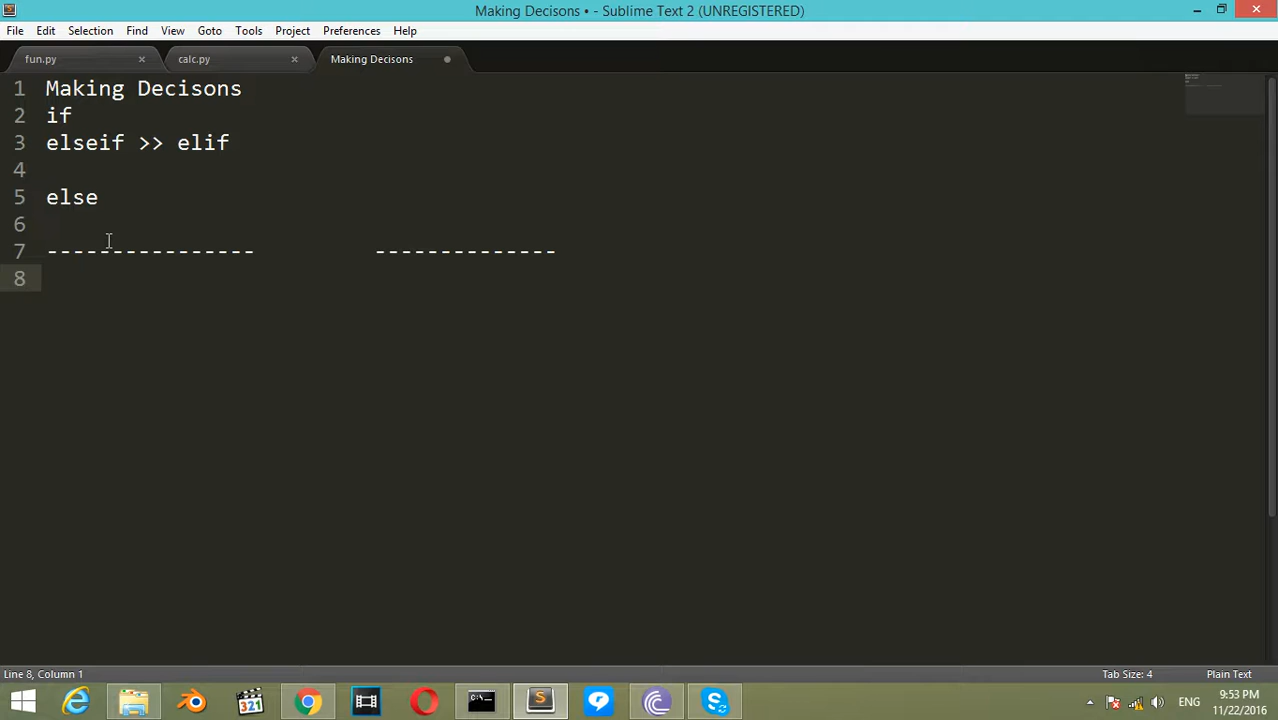 Making Decisons • - Sublime Text 2 (UNREGISTERED)
File Edit Selection Find View Goto Tools Project Preferences Help
fun.py calc.py Making Decisons
1 Making Decisons
2 if
3 elseif >> elif
4
5 else
6
7 ---------------- --------------
8
Line 8, Column 1 Tab Size: 4 Plain Text
321 ENG 9:53 PM
11/22/2016